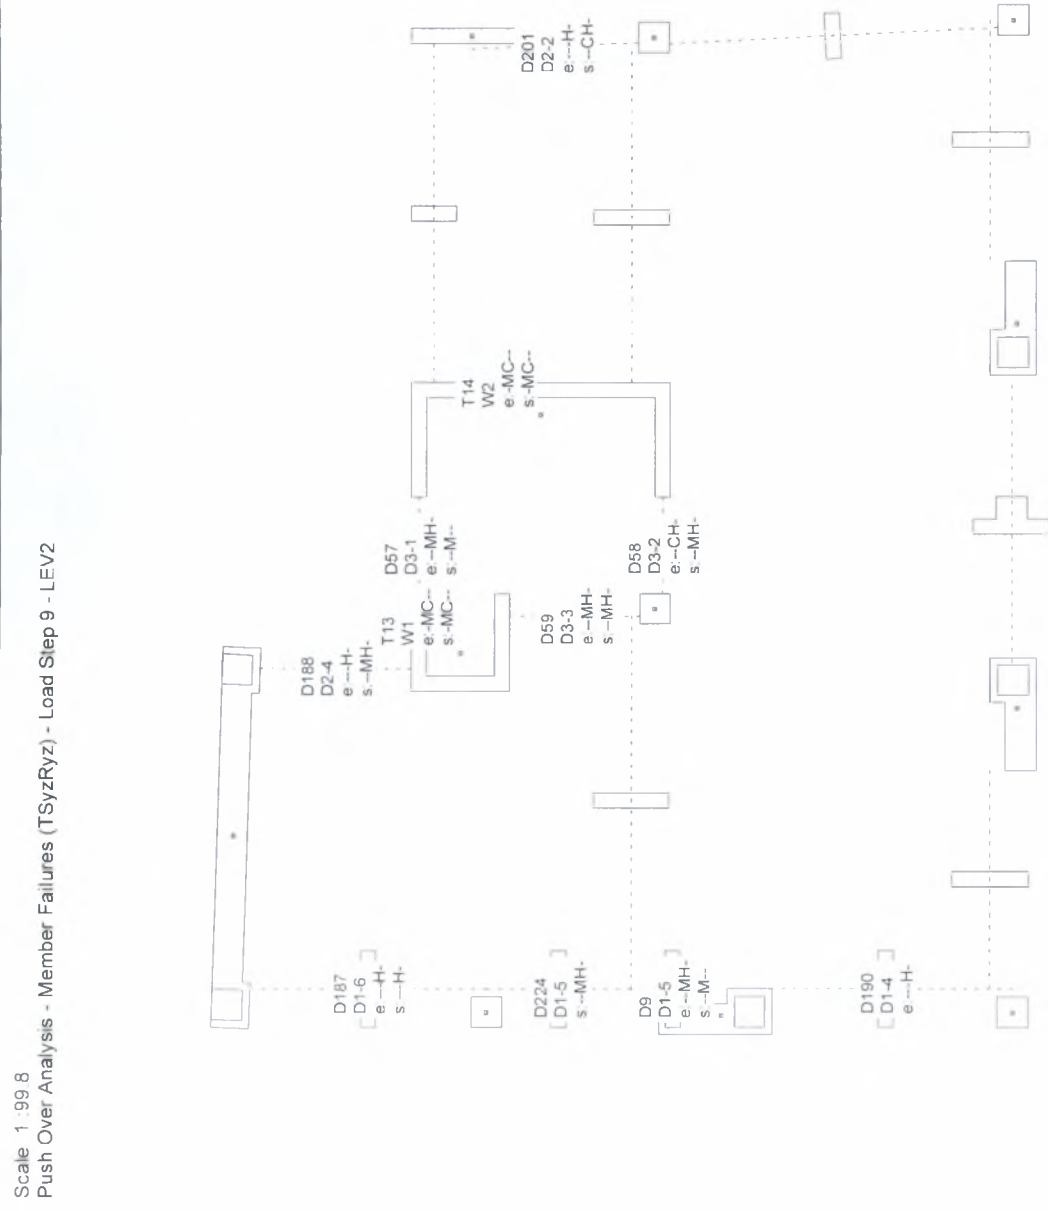 Scale 1 :99.8
Push Over Analysis - Member Failures (TSyzRyz) - Load Step 9 - LEV2
D187
D1-6
e:---H-
s:---H-
D224
D1-5
s:--MH-
D9
D1-5
e:--MH-
s:--M--
D190
D1-4
e:---H-
D188
D2-4
e:---H-
s:--MH-
T13
W1
e:-MC--
s:-MC--
D57
D3-1
e:--MH-
s:--M--
D59
D3-3
e:--MH-
s:--MH-
D58
D3-2
e:--CH-
s:--MH-
T14
W2
e:-MC--
s:-MC--
D201
D2-2
e:---H-
s:--CH-